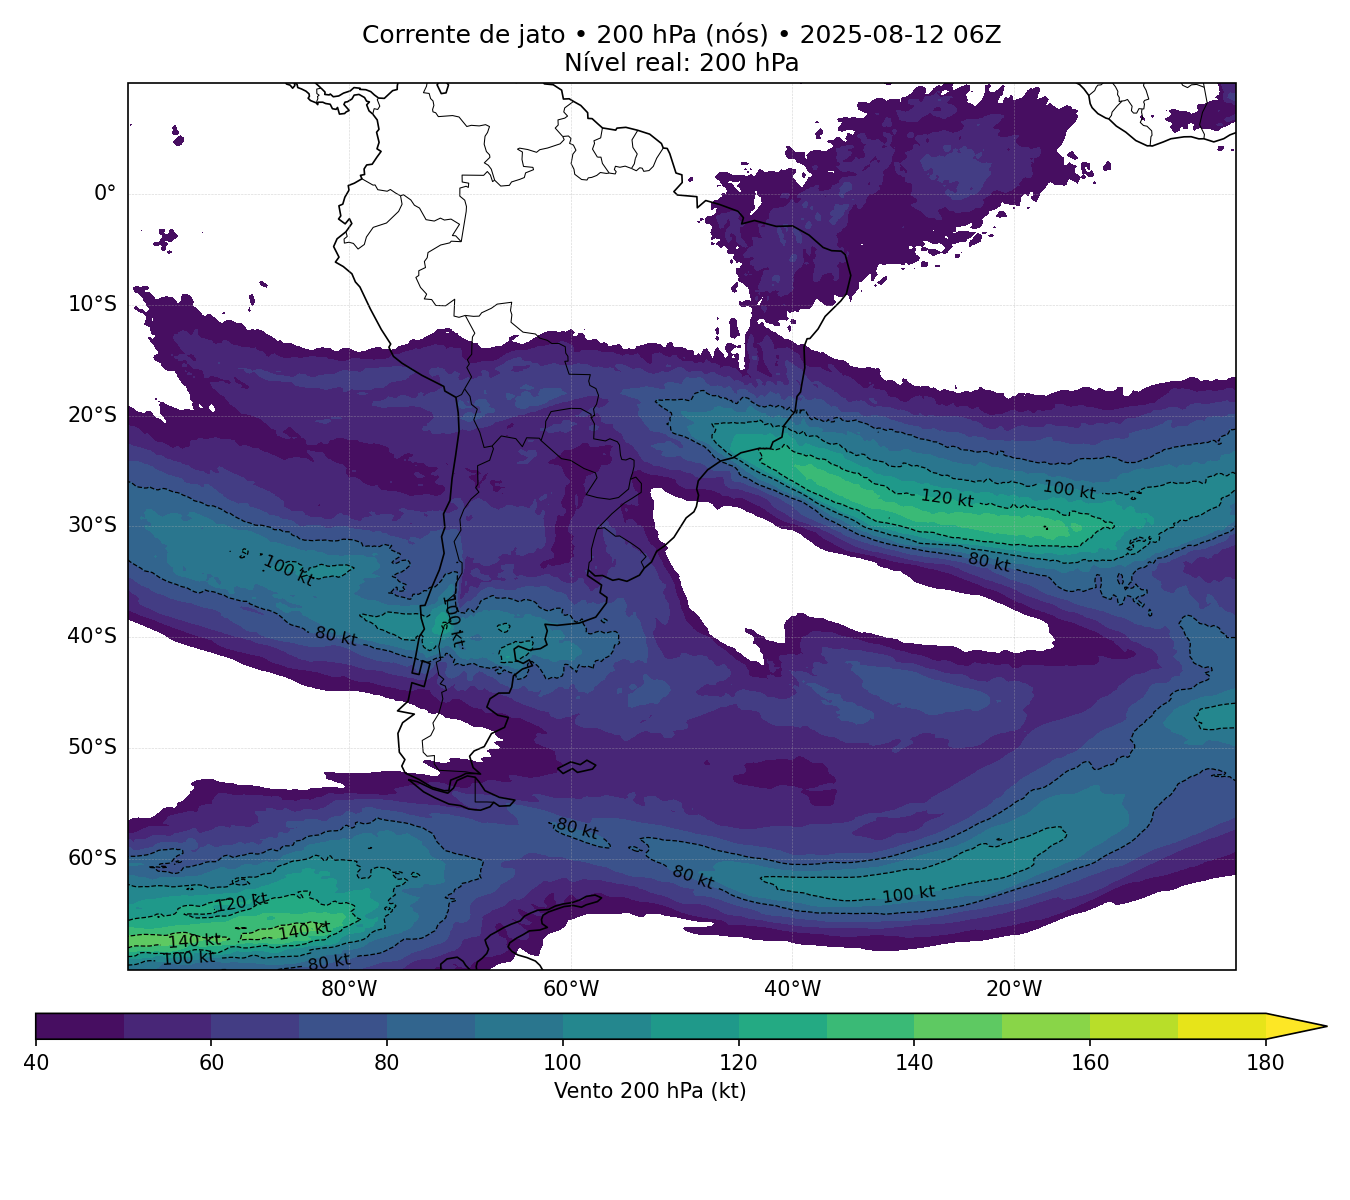 Corrente de jato • 200 hPa (nós) • 2025-08-12 06Z
Nível real: 200 hPa
0°
10°S
20°S
30°S
40°S
50°S
60°S
120 kt
100 kt
80 kt
100 kt
100 kt
80 kt
80 kt
80 kt
100 kt
120 kt
140 kt
140 kt
100 kt
80 kt
80°W
60°W
40°W
20°W
40
60
80
100
120
140
160
180
Vento 200 hPa (kt)